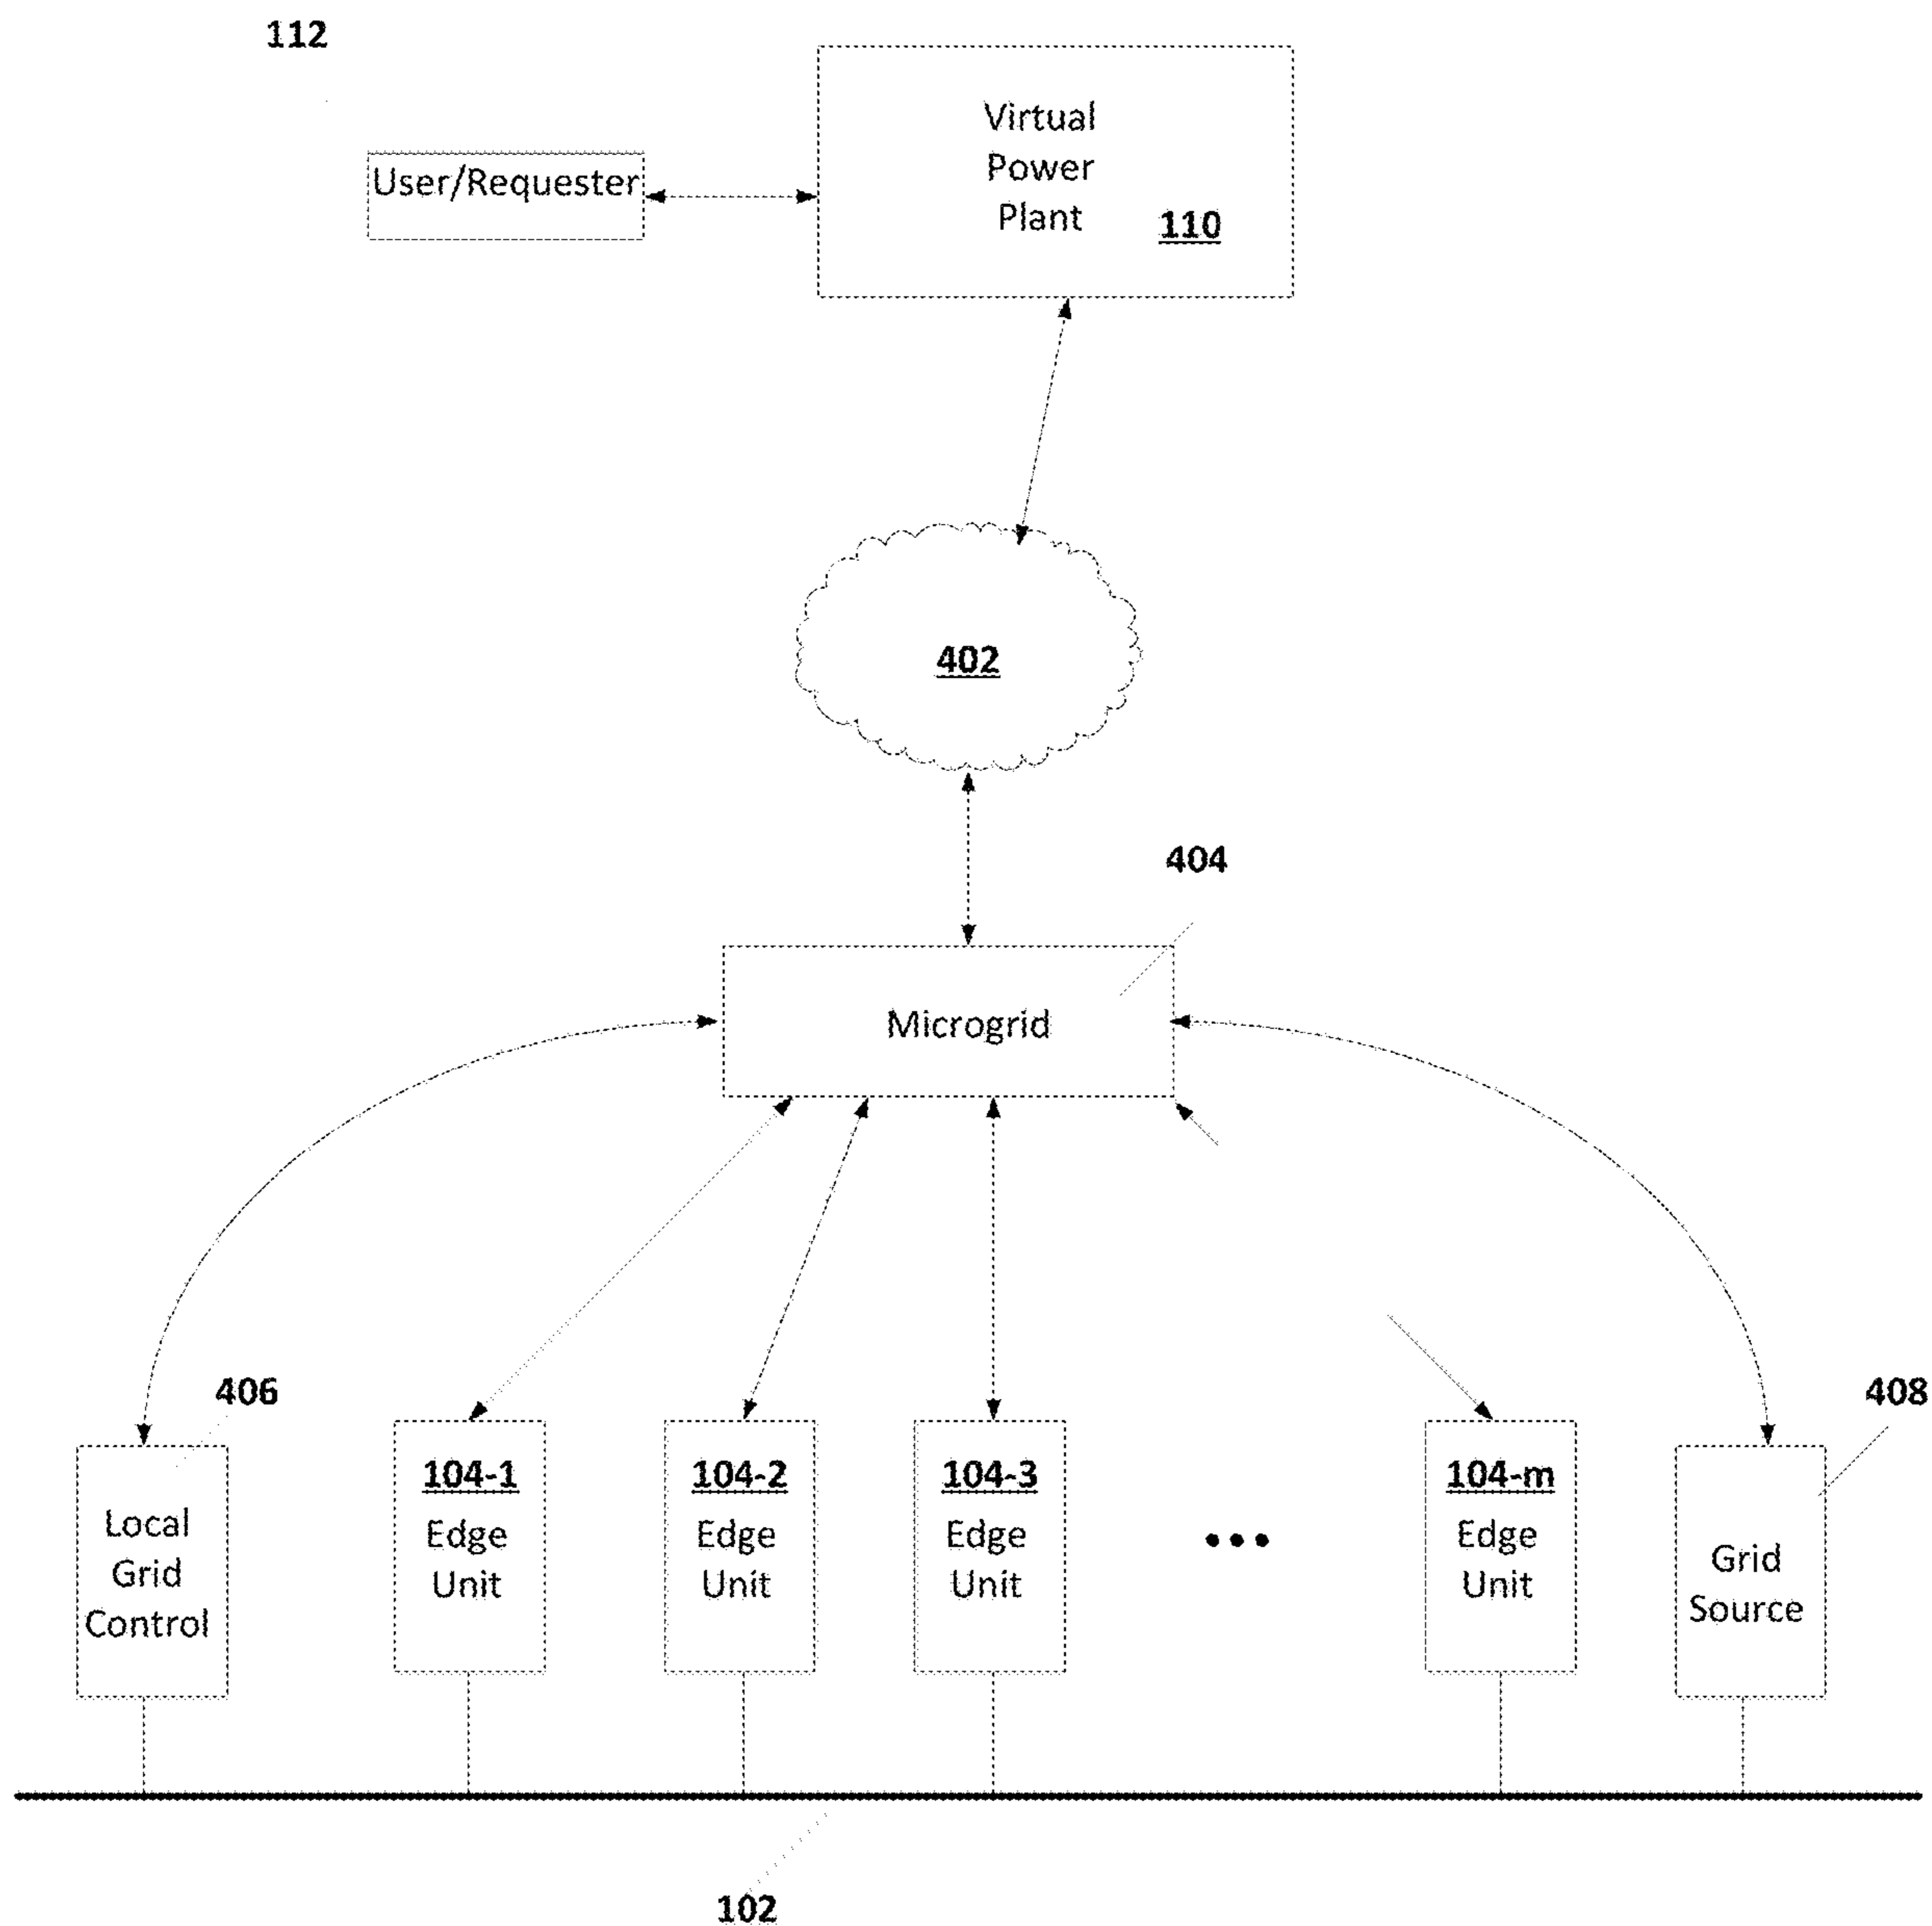 112
Virtual
Power
Plant
110
User/Requester
402
404
Microgrid
406
408
104-1
Edge
Unit
104-2
Edge
Unit
104-3
Edge
Unit
•••
104-m
Edge
Unit
Local
Grid
Control
Grid
Source
102